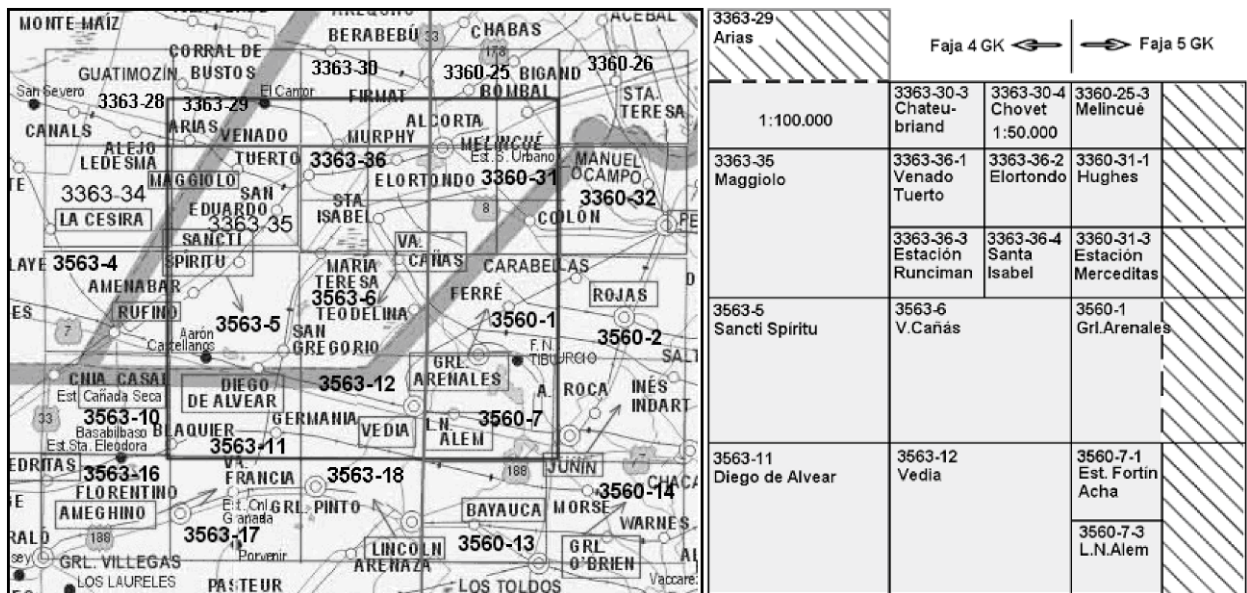 MONTE MAÍZ
BERABEBÚ
33
CHABAS
178
ACEBAL
CORRAL DE
BUSTOS
3363-30
3360-25
BIGAND
3360-26
GUATIMOZÍN
San Severo
3363-28
3363-29
El Cantor
FIRMAT
BOMBAL
STA.
TERESA
CANALS
ARIAS
VENADO
MURPHY
ALCORTA
MELINCUÉ
ALEJO
LEDESMA
TUERTO
3363-36
Est. S. Urbano
MANUEL
OCAMPO
MAGGIOLO
ELORTONDO
3360-31
3360-32
3363-34
SAN
EDUARDO
STA.
ISABEL
8
COLÓN
LA CESIRA
3363-35
SANCTI
SPÍRITU
VA.
CAÑAS
3563-4
MARÍA
TERESA
CARABELLAS
AMENABAR
3563-6
FERRÉ
ROJAS
RUFINO
TEODELINA
7
3563-5
3560-1
3560-2
Aarón
Castellanos
SAN
GREGORIO
F.N.
TIBURCIO
CNIA CASAL
3563-12
GRL.
ARENALES
Est. Cañada Seca
DIEGO
DE ALVEAR
A. ROCA
INÉS
INDART
33
3563-10
GERMANIA
VEDIA
L.N.
ALEM
3560-7
Basabilbaso
BLAQUIER
Est.Sta. Eleodora
3563-11
3563-16
VA.
FRANCIA
3563-18
188
JUNÍN
7
FLORENTINO
AMEGHINO
GRL. PINTO
3560-14
BAYAUCA
MORSE
188
3563-17
WARNES
Porvenir
LINCOLN
3560-13
GRL.
O'BRIEN
GRL. VILLEGAS
ARENAZA
LOS LAURELES
PASTEUR
LOS TOLDOS
3363-29
Arias
Faja 4 GK
Faja 5 GK
1:100.000
3363-30-3
Chateu-
briand
3363-30-4
Chovet
1:50.000
3360-25-3
Melincué
3363-35
Maggiolo
3363-36-1
Venado
Tuerto
3363-36-2
Elortondo
3360-31-1
Hughes
3363-36-3
Estación
Runciman
3363-36-4
Santa
Isabel
3360-31-3
Estación
Merceditas
3563-5
Sancti Spíritu
3563-6
V.Cañás
3560-1
Grl.Arenales
3563-11
Diego de Alvear
3563-12
Vedia
3560-7-1
Est. Fortín
Acha
3560-7-3
L.N.Alem